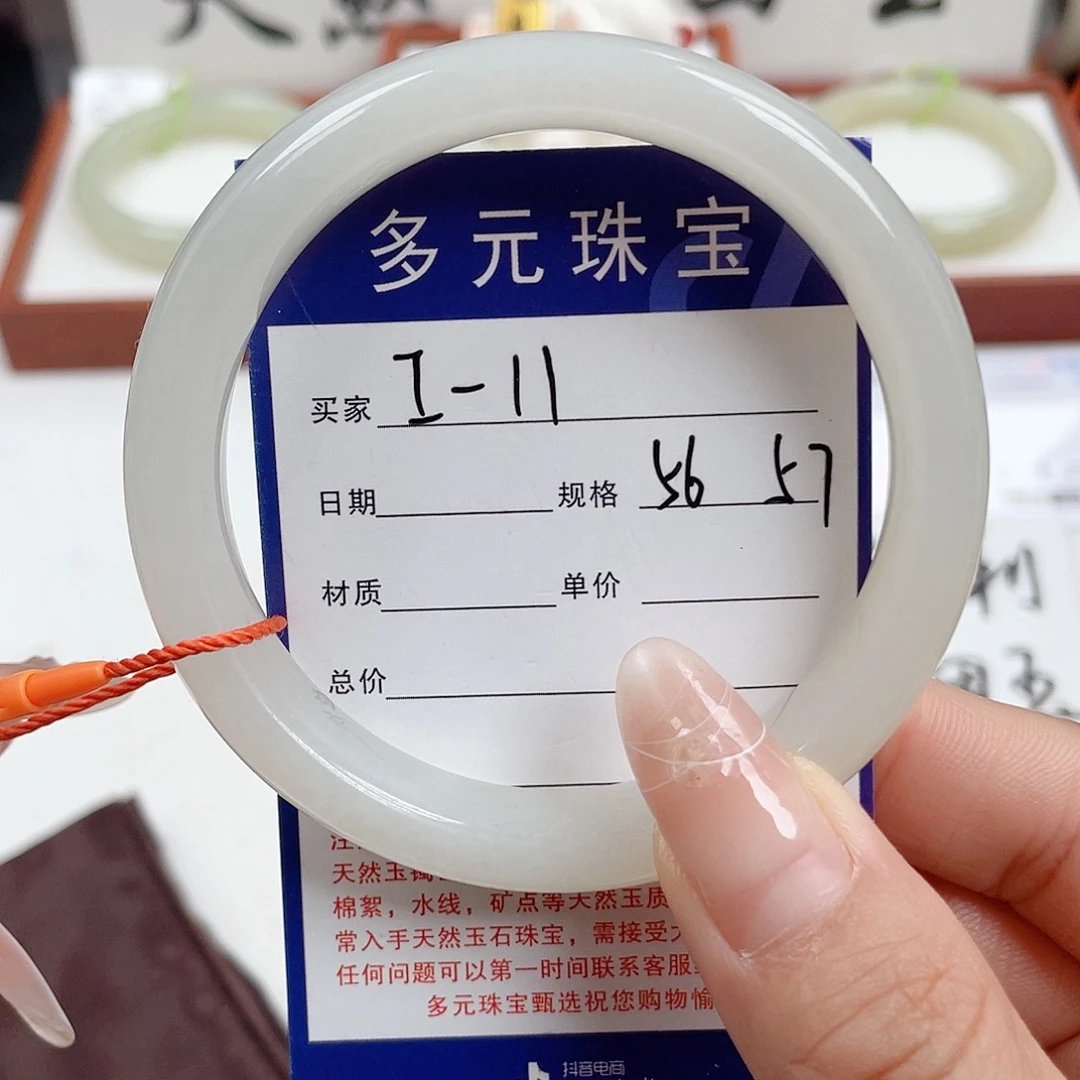 多元珠宝
买家 I-11
日期 规格 56 57
材质 单价
总价
天然玉镯
棉絮，水线，矿点等天然玉质
常入手天然玉石珠宝，需接受
任何问题可以第一时间联系客服
多元珠宝甄选祝您购物愉
抖音电商